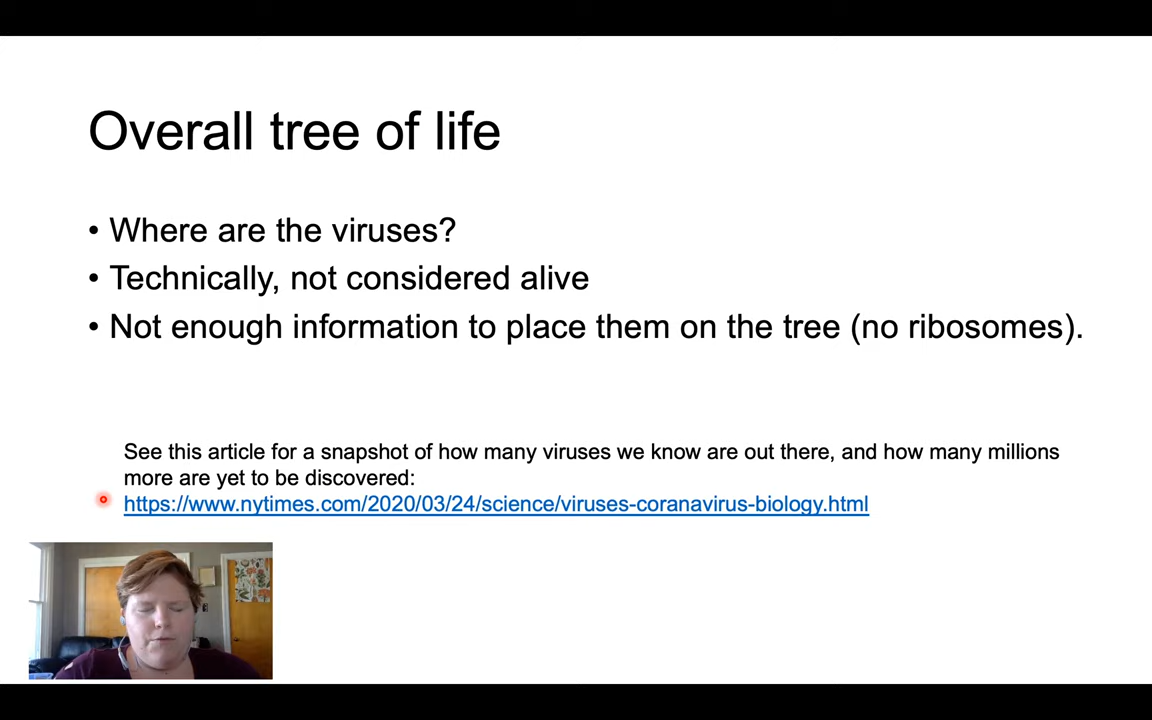 Overall tree of life
• Where are the viruses?
• Technically, not considered alive
• Not enough information to place them on the tree (no ribosomes).
See this article for a snapshot of how many viruses we know are out there, and how many millions
more are yet to be discovered:
https://www.nytimes.com/2020/03/24/science/viruses-coranavirus-biology.html